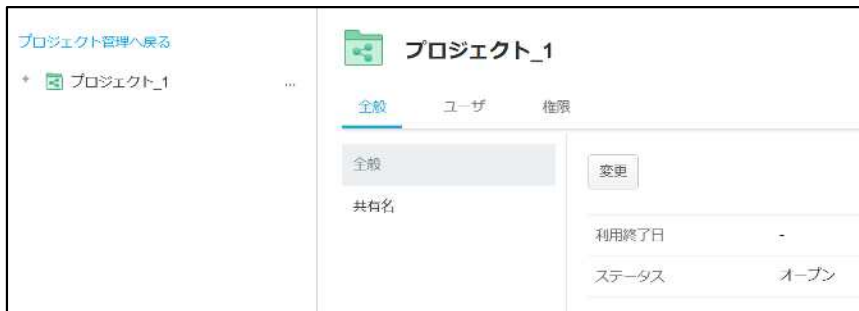 プロジェクト管理へ戻る
プロジェクト_1
...
プロジェクト_1
全般
ユーザ
権限
全般
共有名
変更
利用終了日 -
ステータス オープン